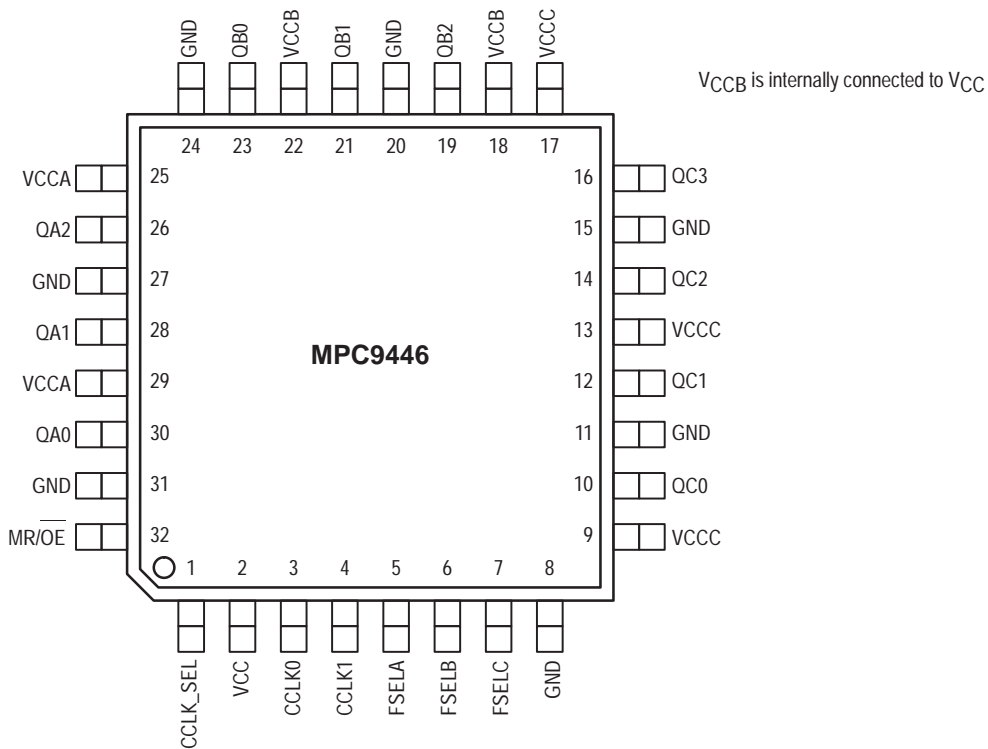 GND
QB0
VCCB
QB1
GND
QB2
VCCB
VCCC
VCCB is internally connected to VCC
24 23 22 21 20 19 18 17
VCCA 25 16 QC3
QA2 26 15 GND
GND 27 14 QC2
QA1 28 13 VCCC
MPC9446
VCCA 29 12 QC1
QA0 30 11 GND
GND 31 10 QC0
MR/OE 32 9 VCCC
1 2 3 4 5 6 7 8
CCLK_SEL
VCC
CCLK0
CCLK1
FSELA
FSELB
FSELC
GND